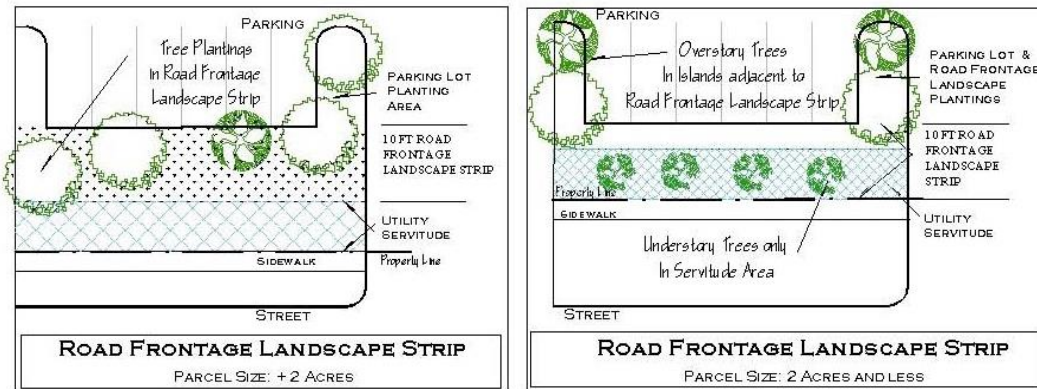 PARKING
Tree Plantings
In Road Frontage
Landscape Strip
PARKING LOT
PLANTING
AREA
10 FT ROAD
FRONTAGE
LANDSCAPE STRIP
UTILITY
SERVITUDE
SIDEWALK
Property Line
STREET
ROAD FRONTAGE LANDSCAPE STRIP
PARCEL SIZE: +2 ACRES
PARKING
Overstory Trees
In Islands adjacent to
Road Frontage Landscape Strip
PARKING LOT &
ROAD FRONTAGE
LANDSCAPE
PLANTINGS
10 FT ROAD
FRONTAGE
LANDSCAPE
STRIP
Property Line
SIDEWALK
UTILITY
SERVITUDE
Understory Trees only
In Servitude Area
STREET
ROAD FRONTAGE LANDSCAPE STRIP
PARCEL SIZE: 2 ACRES AND LESS